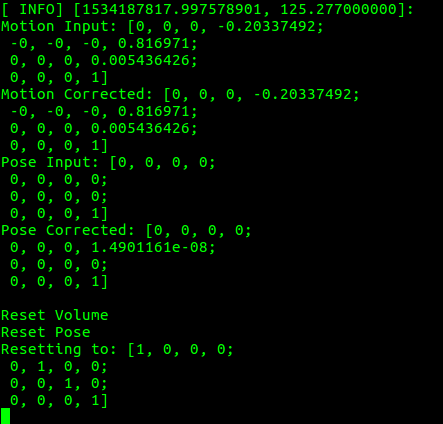 [ INFO] [1534187817.997578901, 125.277000000]:
Motion Input: [0, 0, 0, -0.20337492;
 -0, -0, -0, 0.816971;
 0, 0, 0, 0.005436426;
 0, 0, 0, 1]
Motion Corrected: [0, 0, 0, -0.20337492;
 -0, -0, -0, 0.816971;
 0, 0, 0, 0.005436426;
 0, 0, 0, 1]
Pose Input: [0, 0, 0, 0;
 0, 0, 0, 0;
 0, 0, 0, 0;
 0, 0, 0, 1]
Pose Corrected: [0, 0, 0, 0;
 0, 0, 0, 1.4901161e-08;
 0, 0, 0, 0;
 0, 0, 0, 1]

Reset Volume
Reset Pose
Resetting to: [1, 0, 0, 0;
 0, 1, 0, 0;
 0, 0, 1, 0;
 0, 0, 0, 1]